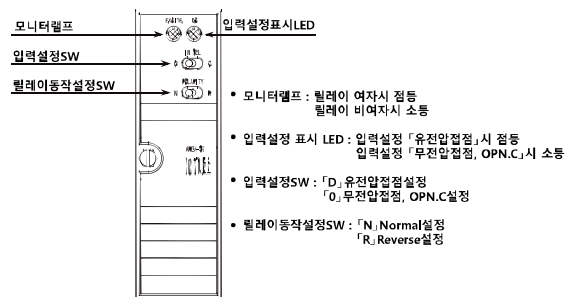 모니터램프
입력설정표시LED
입력설정SW
릴레이동작설정SW
N R
• 모니터램프 : 릴레이 여자시 점등
릴레이 비여자시 소등
• 입력설정 표시 LED : 입력설정 「유전압접점」시 점등
입력설정 「무전압접점, OPN.C」시 소등
• 입력설정SW : 「D」유전압접점설정
「0」무전압접점, OPN.C설정
• 릴레이동작설정SW : 「N」Normal설정
「R」Reverse설정